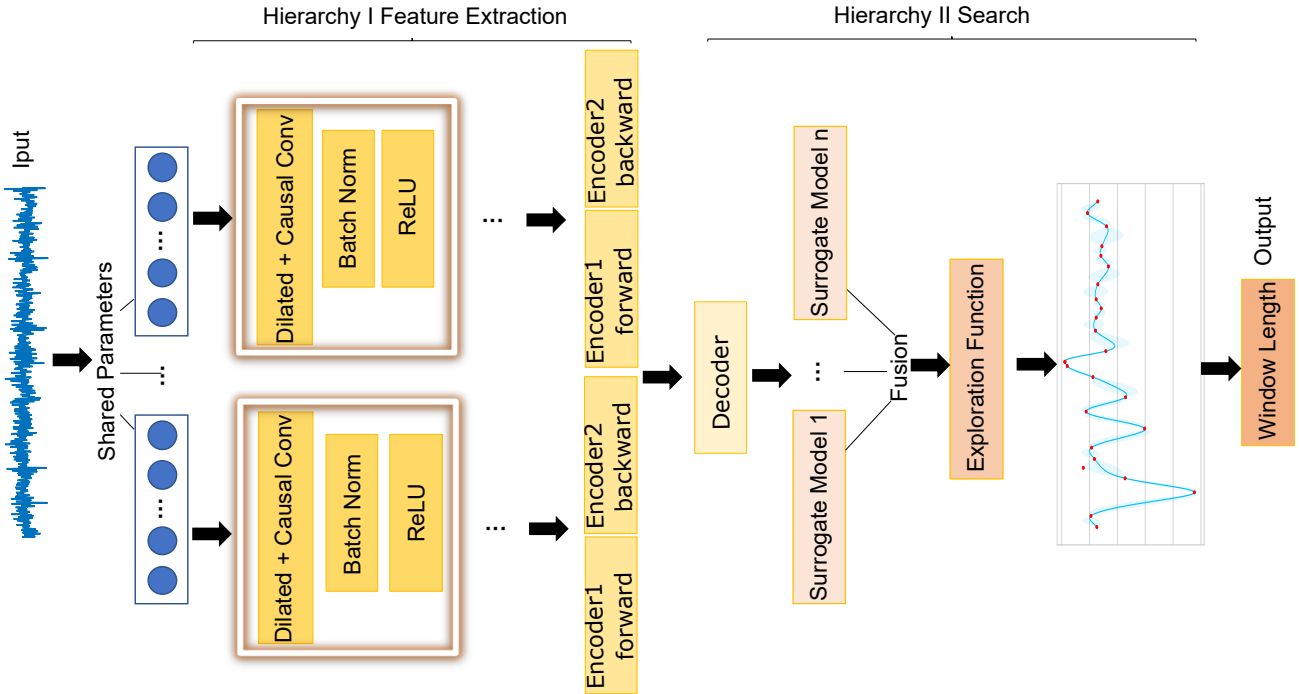 Hierarchy I Feature Extraction
Hierarchy II Search
Iput
Shared Parameters
...
...
...
Dilated + Causal Conv
Batch Norm
ReLU
...
Encoder2
backward
Encoder1
forward
Dilated + Causal Conv
Batch Norm
ReLU
...
Encoder2
backward
Encoder1
forward
Decoder
Surrogate Model n
...
Surrogate Model 1
Fusion
Exploration Function
Output
Window Length